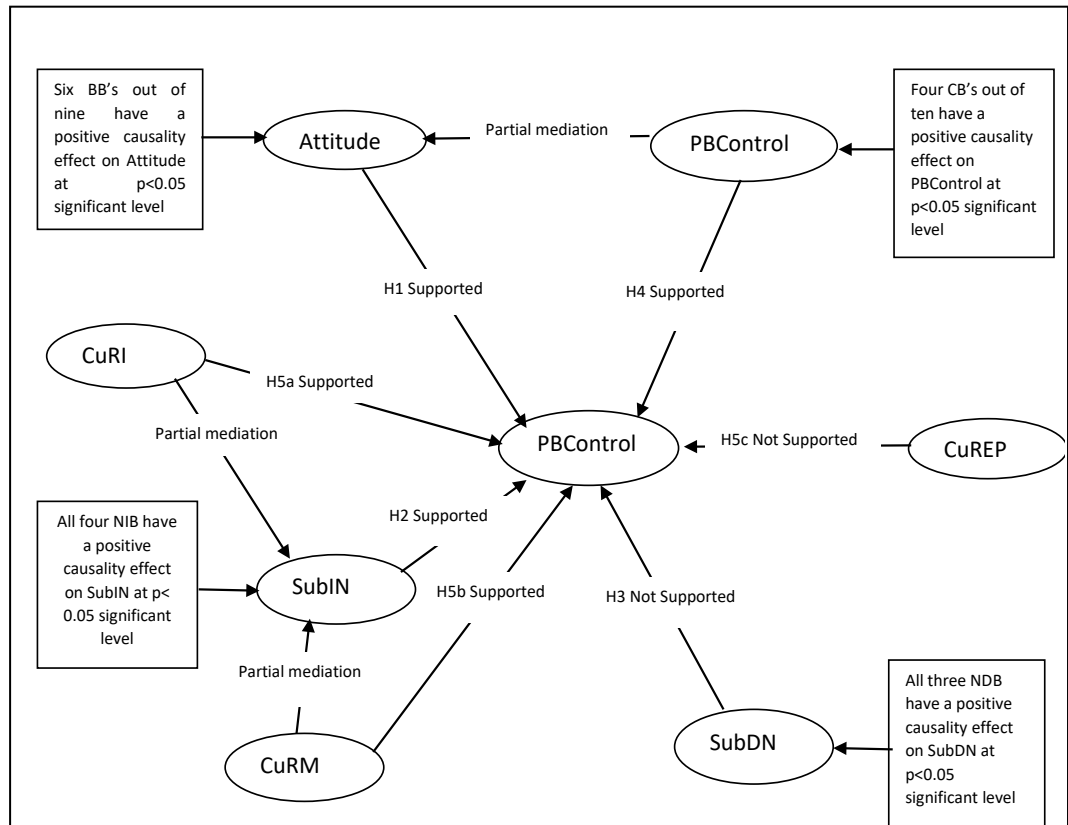 Six BB's out of
nine have a
positive causality
effect on Attitude
at p<0.05
significant level
Attitude
Partial mediation
PBControl
Four CB's out of
ten have a
positive causality
effect on
PBControl at
p<0.05 significant
level
H1 Supported
H4 Supported
CuRI
H5a Supported
Partial mediation
PBControl
H5c Not Supported
CuREP
All four NIB have
a positive
causality effect
on SubIN at p<
0.05 significant
level
H2 Supported
SubIN
H5b Supported
H3 Not Supported
Partial mediation
CuRM
SubDN
All three NDB
have a positive
causality effect
on SubDN at
p<0.05
significant level